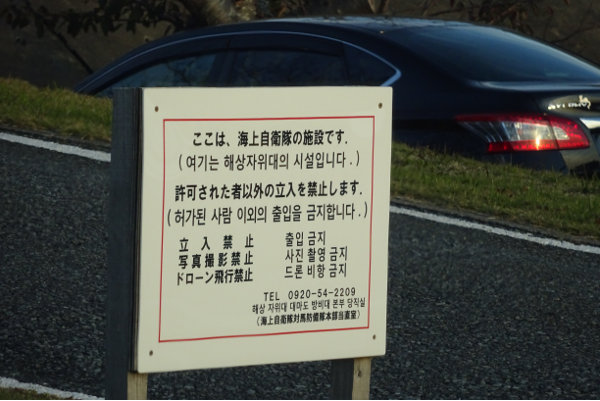 ここは、海上自衛隊の施設です.
(여기는 해상자위대의 시설입니다.)
許可された者以外の立入を禁止します.
(허가된 사람 이외의 출입을 금지합니다.)
立入禁止 출입 금지
写真撮影禁止 사진 촬영 금지
ドローン飛行禁止 드론 비항 금지
TEL 0920-54-2209
해상 자위대 대마도 방비대 본부 당직실
(海上自衛隊対馬防備隊本部当直室)